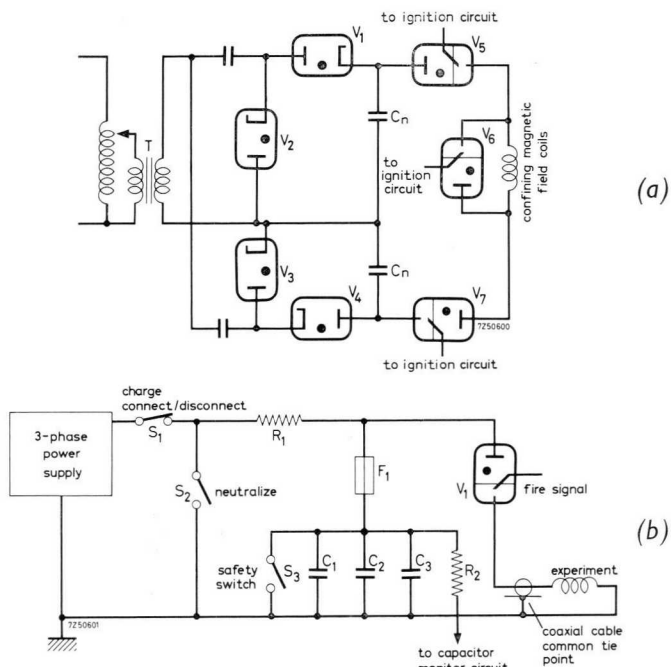 to ignition circuit
V1
V5
Cn
V2
V6
T
to
ignition
circuit
confining magnetic
field coils
(a)
V3
Cn
V4
V7
7Z50600
to ignition circuit
charge
connect/disconnect
3-phase
power
supply
S1
R1
S2
neutralize
F1
V1
fire signal
(b)
safety
switch
S3
C1
C2
C3
R2
experiment
7Z50601
coaxial cable
common tie
point
to capacitor
monitor circuit